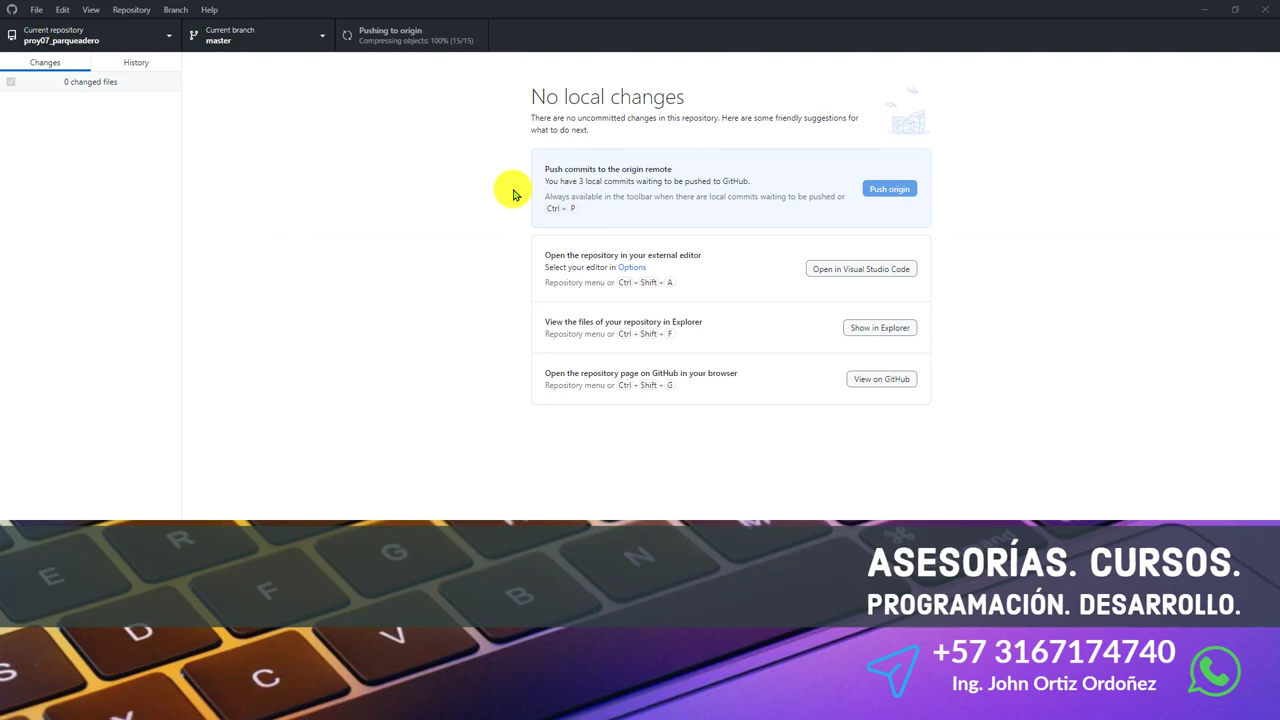 File Edit View Repository Branch Help
Current repository
proy07_parqueadero
Current branch
master
Pushing to origin
Compressing objects: 100% (15/15)
Changes
History
0 changed files
No local changes
There are no uncommitted changes in this repository. Here are some friendly suggestions for
what to do next.
Push commits to the origin remote
You have 3 local commits waiting to be pushed to GitHub.
Always available in the toolbar when there are local commits waiting to be pushed or
Ctrl + P
Push origin
Open the repository in your external editor
Select your editor in Options
Repository menu or Ctrl + Shift + A
Open in Visual Studio Code
View the files of your repository in Explorer
Repository menu or Ctrl + Shift + F
Show in Explorer
Open the repository page on GitHub in your browser
Repository menu or Ctrl + Shift + G
View on GitHub
E R F G D C V B N M
ASESORÍAS. CURSOS.
PROGRAMACIÓN. DESARROLLO.
+57 3167174740
Ing. John Ortiz Ordoñez